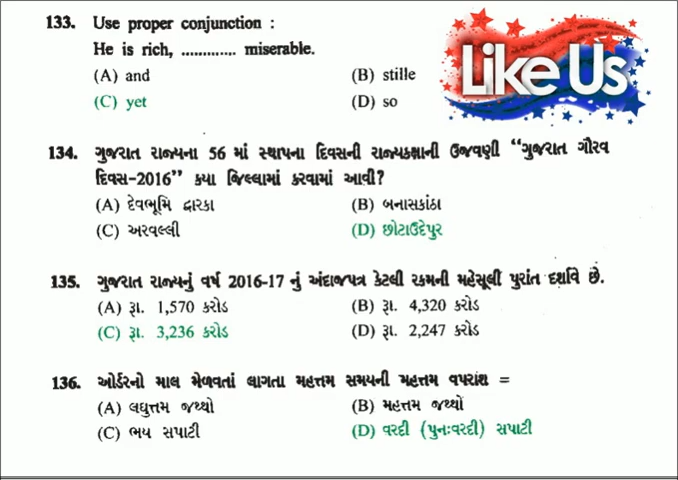 133. Use proper conjunction :
He is rich, ............. miserable.
(A) and (B) stille
(C) yet (D) so
Like Us
134. ગુજરાત રાજ્યના 56 માં સ્થાપના દિવસની રાજ્યકક્ષાની ઉજવણી “ગુજરાત ગૌરવ
દિવસ-2016” ક્યા જિલ્લામાં કરવામાં આવી?
(A) દેવભૂમિ દ્વારકા (B) બનાસકાંઠા
(C) અરવલ્લી (D) છોટાઉદેપુર
135. ગુજરાત રાજ્યનું વર્ષ 2016-17 નું અંદાજપત્ર કેટલી રકમની મહેસૂલી પુરાંત દર્શાવે છે.
(A) રૂા. 1,570 કરોડ (B) રૂા. 4,320 કરોડ
(C) રૂા. 3,236 કરોડ (D) રૂા. 2,247 કરોડ
136. ઓર્ડરનો માલ મેળવતાં લાગતા મહત્તમ સમયની મહત્તમ વપરાંશ =
(A) લઘુત્તમ જથ્થો (B) મહત્તમ જથ્થો
(C) ભય સપાટી (D) વરદી (પુનઃવરદી) સપાટી